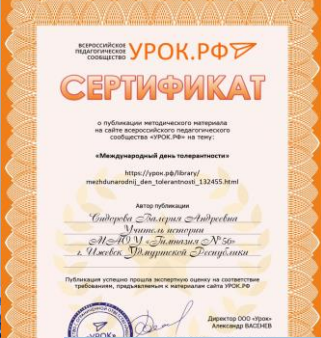 ВСЕРОССИЙСКОЕ
ПЕДАГОГИЧЕСКОЕ
СООБЩЕСТВО
УРОК.РФ
СЕРТИФИКАТ
о публикации методического материала
на сайте всероссийского педагогического
сообщества «УРОК.РФ» на тему:
«Международный день толерантности»
https://урок.рф/library/
mezhdunarodnij_den_tolerantnosti_132455.html
Автор публикации
Сидорова Валерия Андреевна
Учитель истории
МАОУ «Гимназия №56»
г. Ижевск Удмуртской Республики
Публикация успешно прошла экспертную оценку на соответствие
требованиям, предъявляемым к материалам сайта УРОК.РФ
Директор ООО «Урок»
Александр ВАСЕНЕВ
«УРОК»